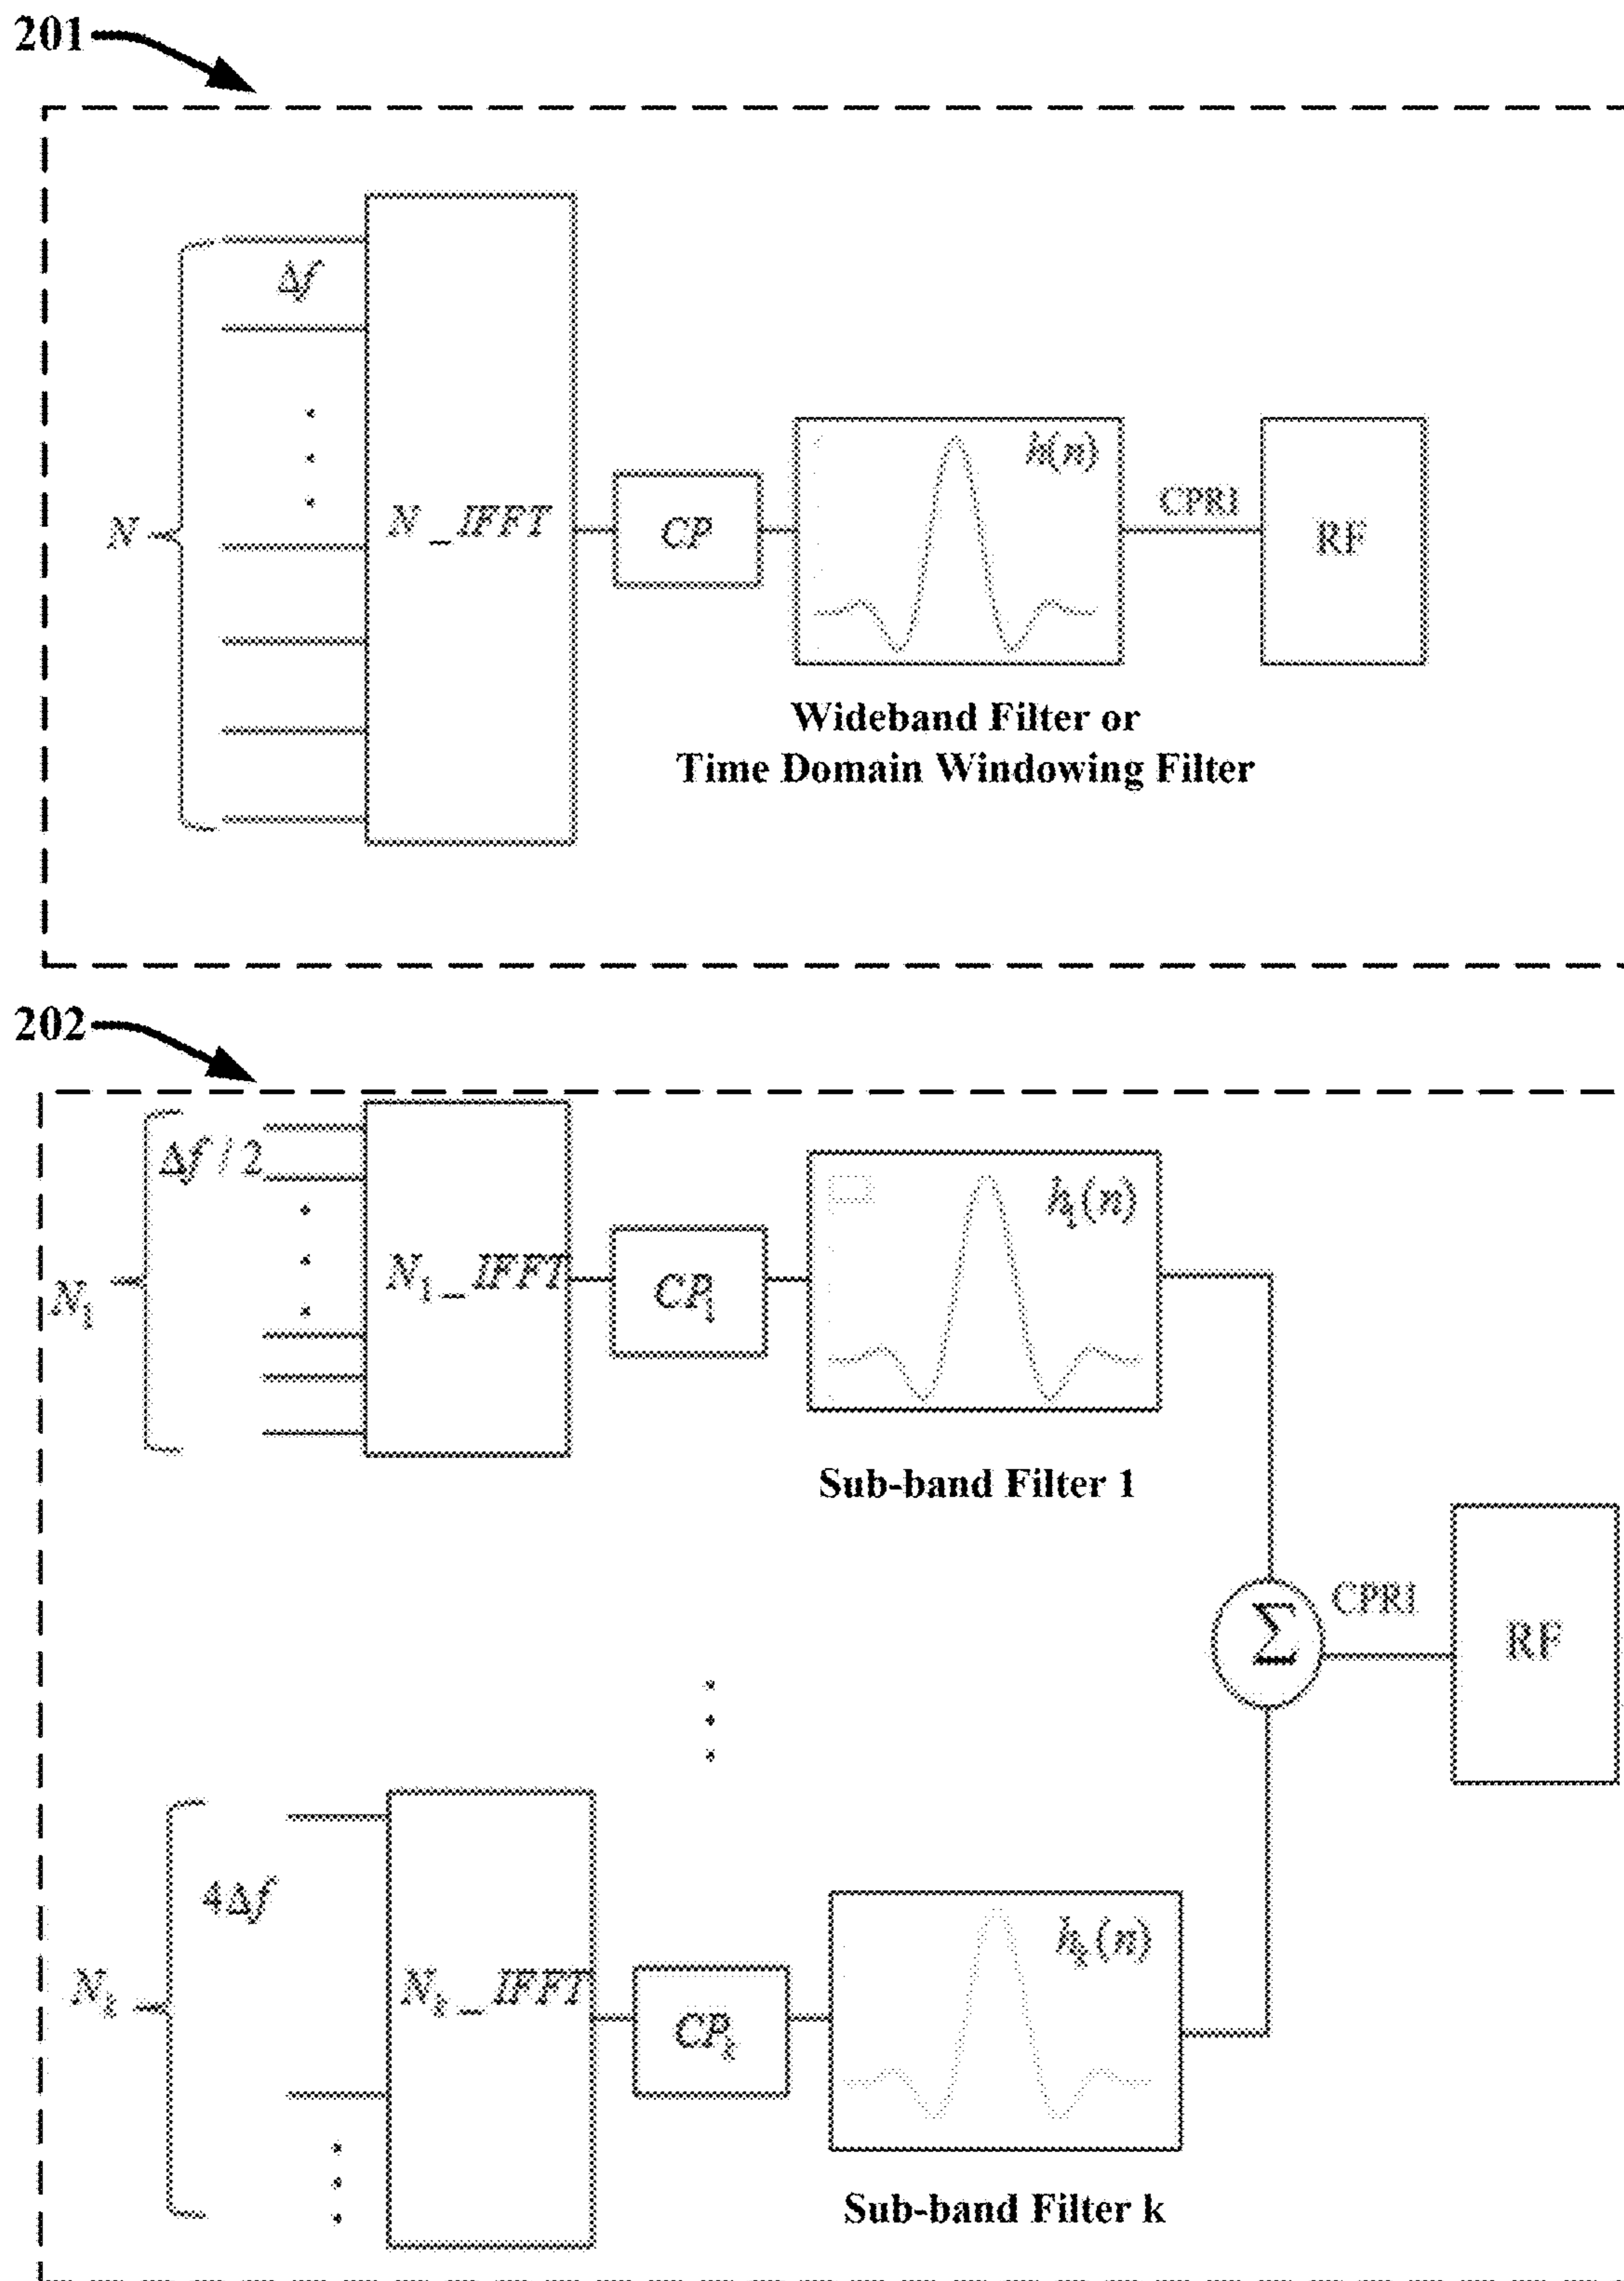 201
Δf
N
N_IFFT
CP
h(n)
CPRI
RF
Wideband Filter or
Time Domain Windowing Filter
202
Δf / 2
N₁
N₁_IFFT
CP₁
h₁(n)
Sub-band Filter 1
Σ
CPRI
RF
4Δf
Nₖ
Nₖ_IFFT
CPₖ
hₖ(n)
Sub-band Filter k